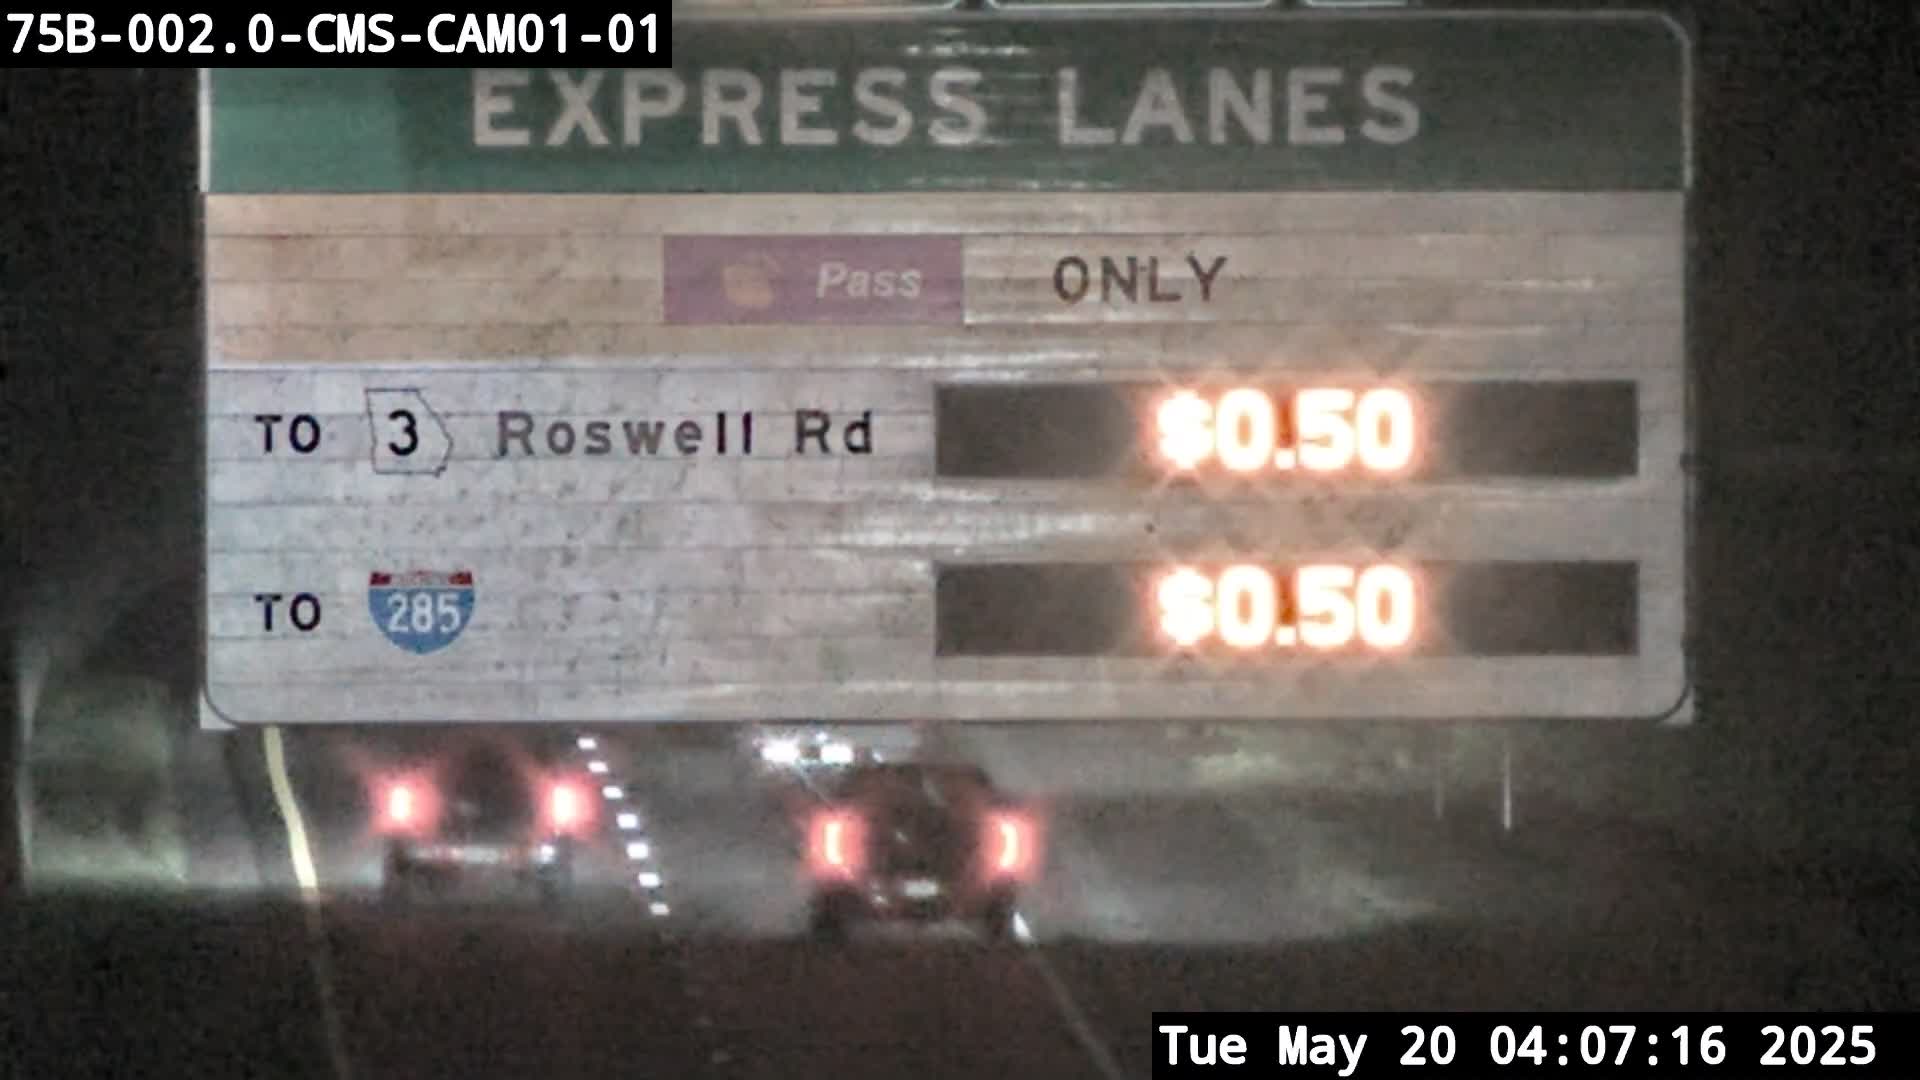 75B-002.0-CMS-CAM01-01
EXPRESS LANES
Pass ONLY
TO 3 Roswell Rd $0.50
TO 285 $0.50
Tue May 20 04:07:16 2025